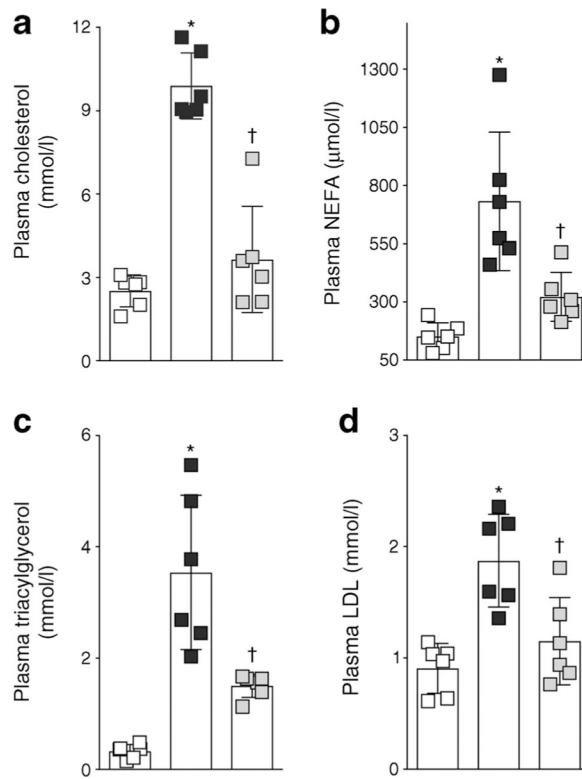 a
Plasma cholesterol
(mmol/l)
12
9
6
3
0
*
†
b
Plasma NEFA (μmol/l)
1300
1050
800
550
300
50
*
†
c
Plasma triacylglycerol
(mmol/l)
6
4
2
0
*
†
d
Plasma LDL (mmol/l)
3
2
1
0
*
†